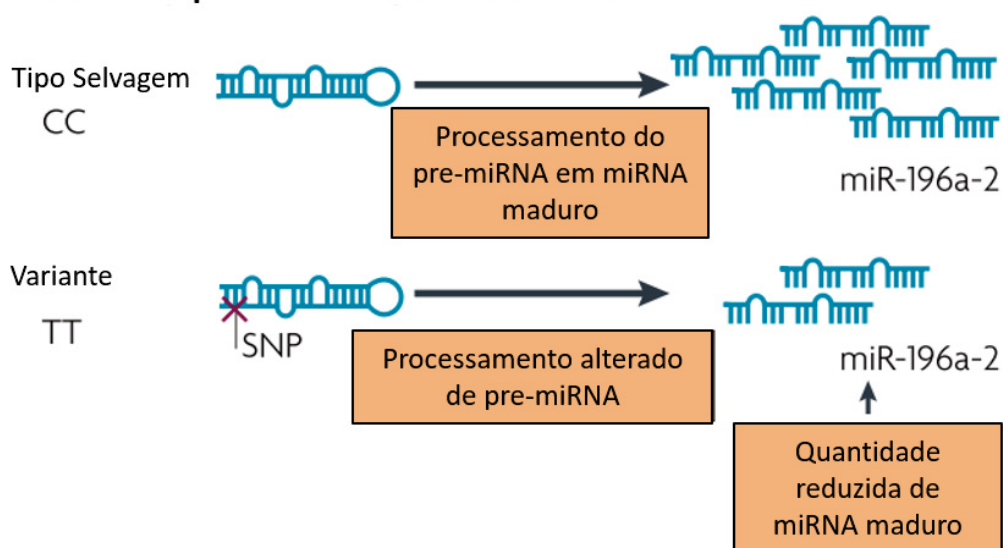 Tipo Selvagem
CC
Processamento do
pre-miRNA em miRNA
maduro
miR-196a-2
Variante
TT
SNP
Processamento alterado
de pre-miRNA
miR-196a-2
Quantidade
reduzida de
miRNA maduro